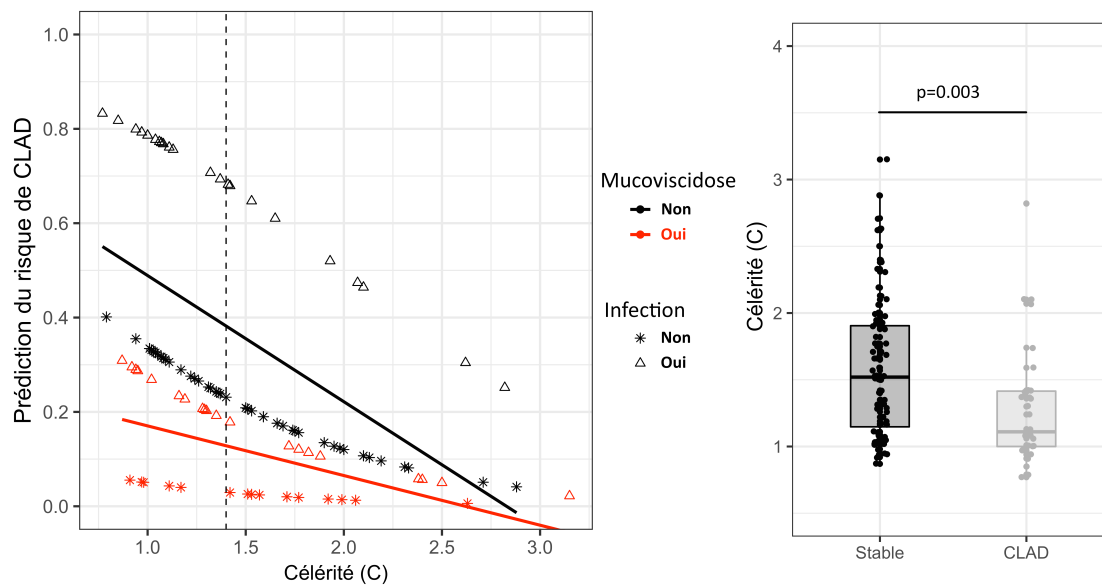 Prédiction du risque de CLAD
1.0
0.8
0.6
0.4
0.2
0.0
1.0 1.5 2.0 2.5 3.0
Célérité (C)
Mucoviscidose
Non
Oui
Infection
Non
Oui
Célérité (C)
4
3
2
1
p=0.003
Stable CLAD